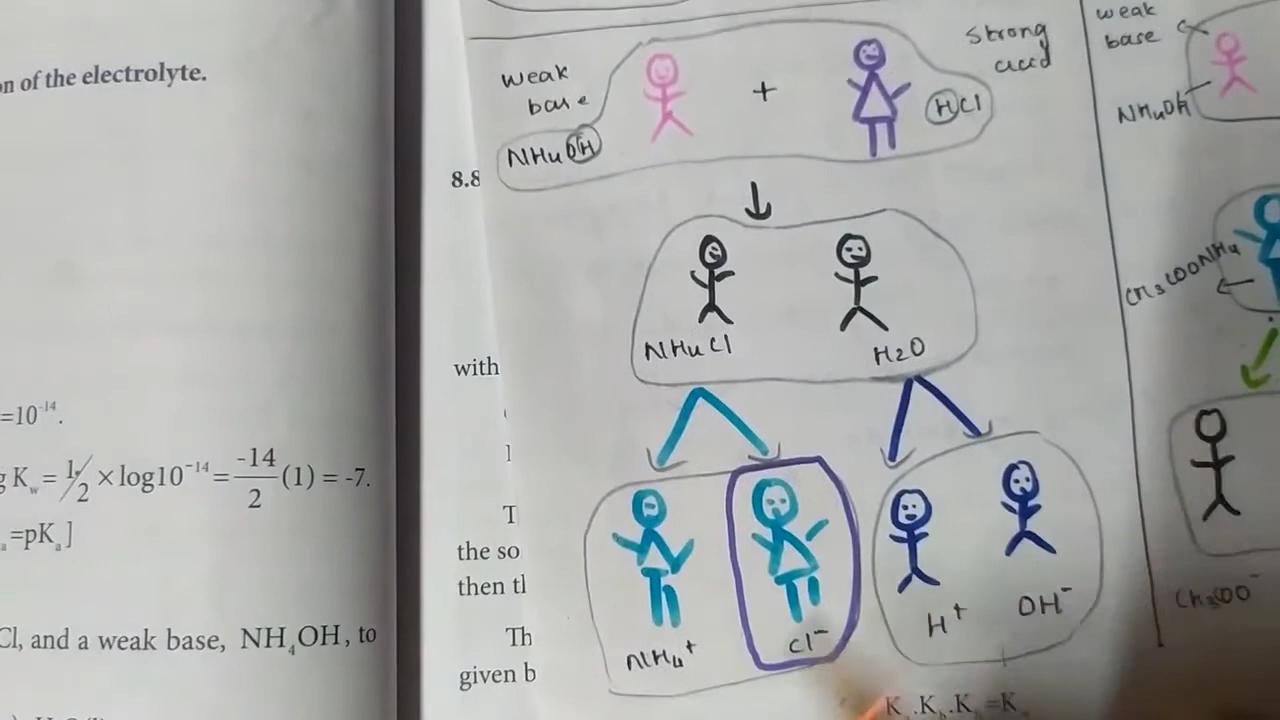 on of the electrolyte.
=10⁻¹⁴.
g K_w = 1/2 × log10⁻¹⁴ = -14/2 (1) = -7.
=pK_a]
Cl, and a weak base, NH₄OH, to
weak
base
NH₄OH
+
Strong
acid
HCl
8.8
NH₄Cl
H₂O
with
T
the so
then tl
Th
given b
NH₄⁺
Cl⁻
H⁺
OH⁻
K .K_h.K =K
weak
base
NH₄OH
CH₃COONH₄
CH₃COO⁻